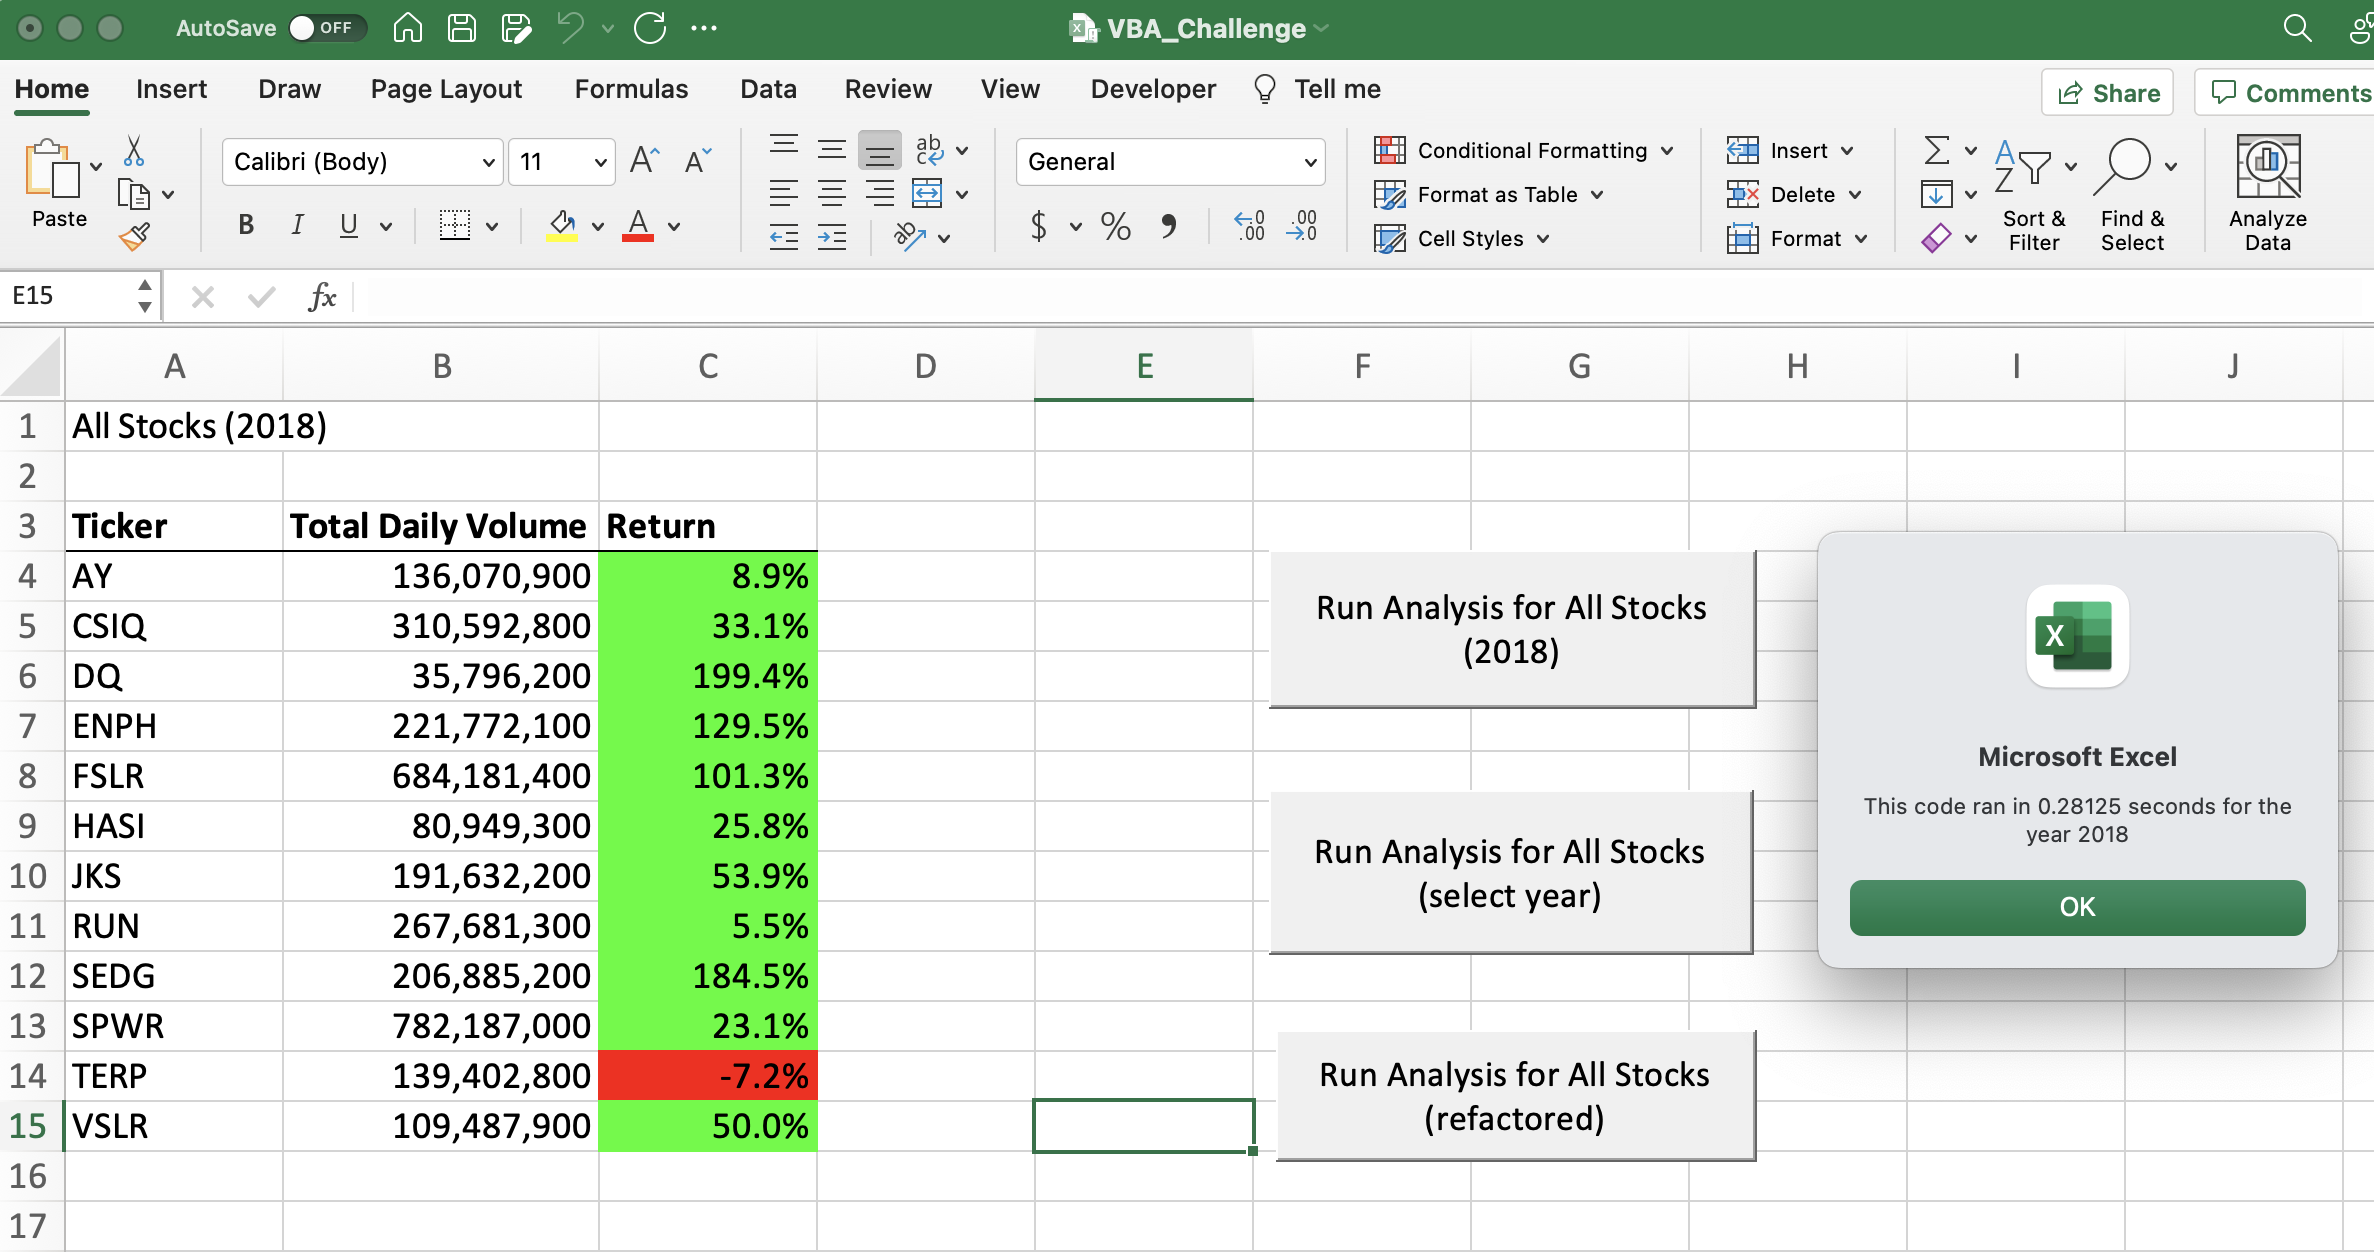 AutoSave OFF VBA_Challenge
Home Insert Draw Page Layout Formulas Data Review View Developer Tell me Share Comments
Paste Calibri (Body) 11 A A ab c General Conditional Formatting Insert Σ A Z
B I U A ab $ % , .0 .00 .00 .0 Format as Table Delete Sort & Filter Find & Select Analyze Data
Cell Styles Format
E15 fx
A B C D E F G H I J
1 All Stocks (2018)
2
3 Ticker Total Daily Volume Return
4 AY 136,070,900 8.9%
5 CSIQ 310,592,800 33.1%
6 DQ 35,796,200 199.4%
7 ENPH 221,772,100 129.5%
8 FSLR 684,181,400 101.3%
9 HASI 80,949,300 25.8%
10 JKS 191,632,200 53.9%
11 RUN 267,681,300 5.5%
12 SEDG 206,885,200 184.5%
13 SPWR 782,187,000 23.1%
14 TERP 139,402,800 -7.2%
15 VSLR 109,487,900 50.0%
16
17
Run Analysis for All Stocks
(2018)
Run Analysis for All Stocks
(select year)
Run Analysis for All Stocks
(refactored)
X
Microsoft Excel
This code ran in 0.28125 seconds for the
year 2018
OK